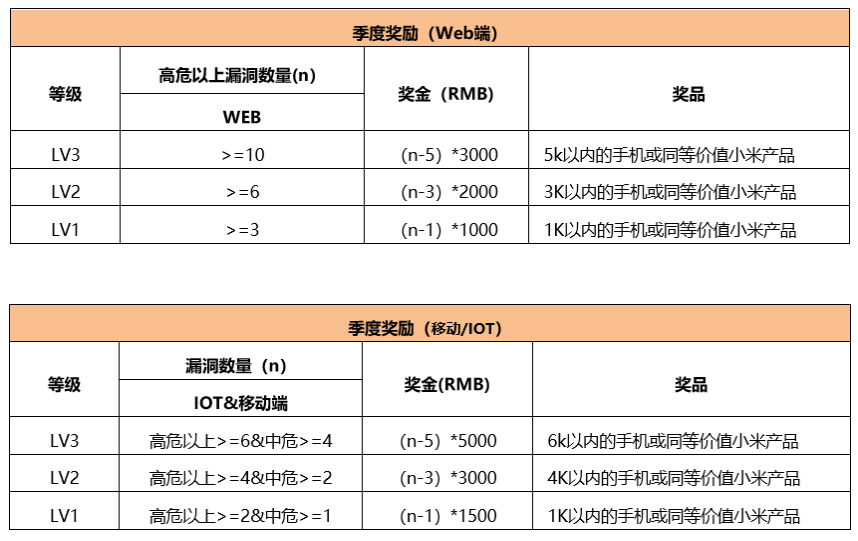 季度奖励（Web端）
等级 高危以上漏洞数量(n) 奖金（RMB) 奖品
WEB
LV3 >=10 （n-5）*3000 5k以内的手机或同等价值小米产品
LV2 >=6 （n-3）*2000 3K以内的手机或同等价值小米产品
LV1 >=3 （n-1）*1000 1K以内的手机或同等价值小米产品
季度奖励（移动/IOT）
等级 漏洞数量（n） 奖金(RMB) 奖品
IOT&移动端
LV3 高危以上>=6&中危>=4 （n-5）*5000 6k以内的手机或同等价值小米产品
LV2 高危以上>=4&中危>=2 （n-3）*3000 4K以内的手机或同等价值小米产品
LV1 高危以上>=2&中危>=1 （n-1）*1500 1K以内的手机或同等价值小米产品